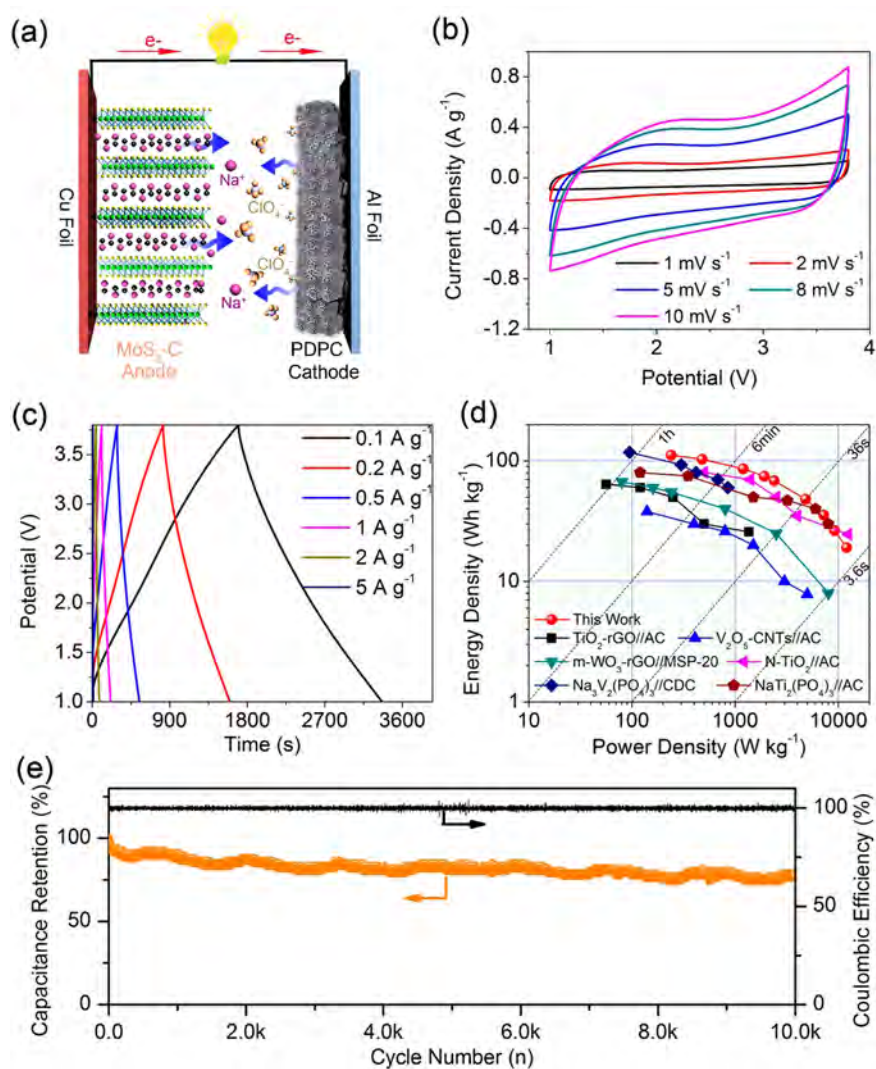 (a)
e-
e-
Cu Foil
Na⁺
ClO₄⁻
ClO₄⁻
Na⁺
Al Foil
MoS₂-C
Anode
PDPC
Cathode
(b)
Current Density (A g⁻¹)
0.8
0.4
0.0
-0.4
-0.8
-1.2
1 mV s⁻¹
2 mV s⁻¹
5 mV s⁻¹
8 mV s⁻¹
10 mV s⁻¹
1
2
3
4
Potential (V)
(c)
Potential (V)
3.5
3.0
2.5
2.0
1.5
1.0
0.1 A g⁻¹
0.2 A g⁻¹
0.5 A g⁻¹
1 A g⁻¹
2 A g⁻¹
5 A g⁻¹
0
900
1800
2700
3600
Time (s)
(d)
Energy Density (Wh kg⁻¹)
100
10
1
1h
6min
36s
3.6s
This Work
TiO₂-rGO//AC
V₂O₅-CNTs//AC
m-WO₃-rGO//MSP-20
N-TiO₂//AC
Na₃V₂(PO₄)₃//CDC
NaTi₂(PO₄)₃//AC
10
100
1000
10000
Power Density (W kg⁻¹)
(e)
Capacitance Retention (%)
100
75
50
25
0
100
50
0
Coulombic Efficiency (%)
0.0
2.0k
4.0k
6.0k
8.0k
10.0k
Cycle Number (n)